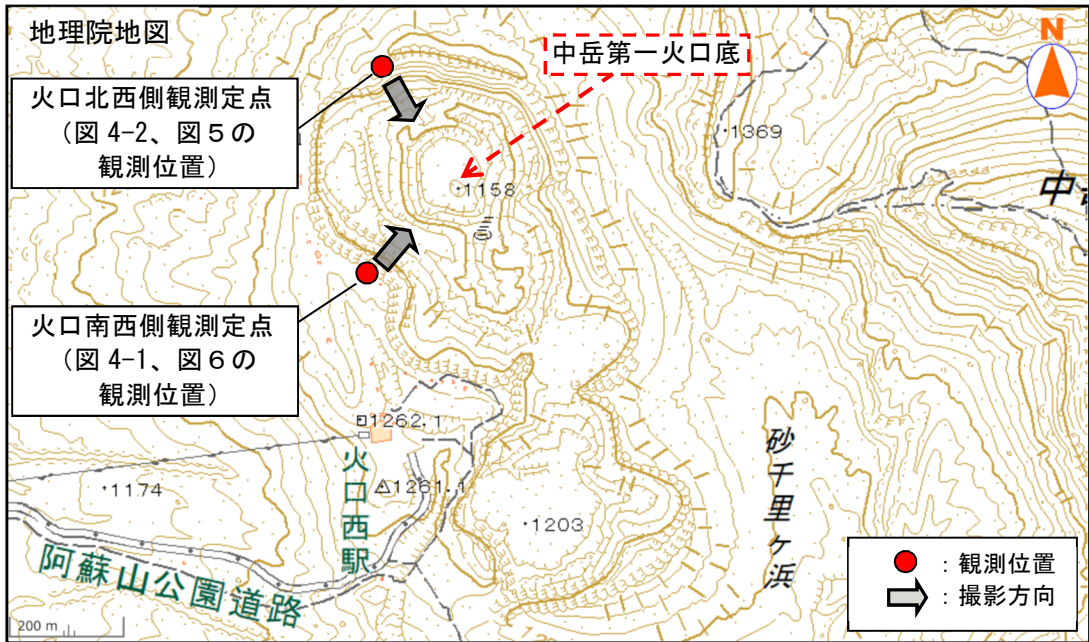 地理院地図
中岳第一火口底
N
火口北西側観測定点
（図 4-2、図５の
観測位置）
・1369
中
・1158
火口南西側観測定点
（図 4-1、図６の
観測位置）
1262.1
・1174
火口西駅
1261.1
・1203
砂千里ヶ浜
阿蘇山公園道路
200 m
：観測位置
：撮影方向